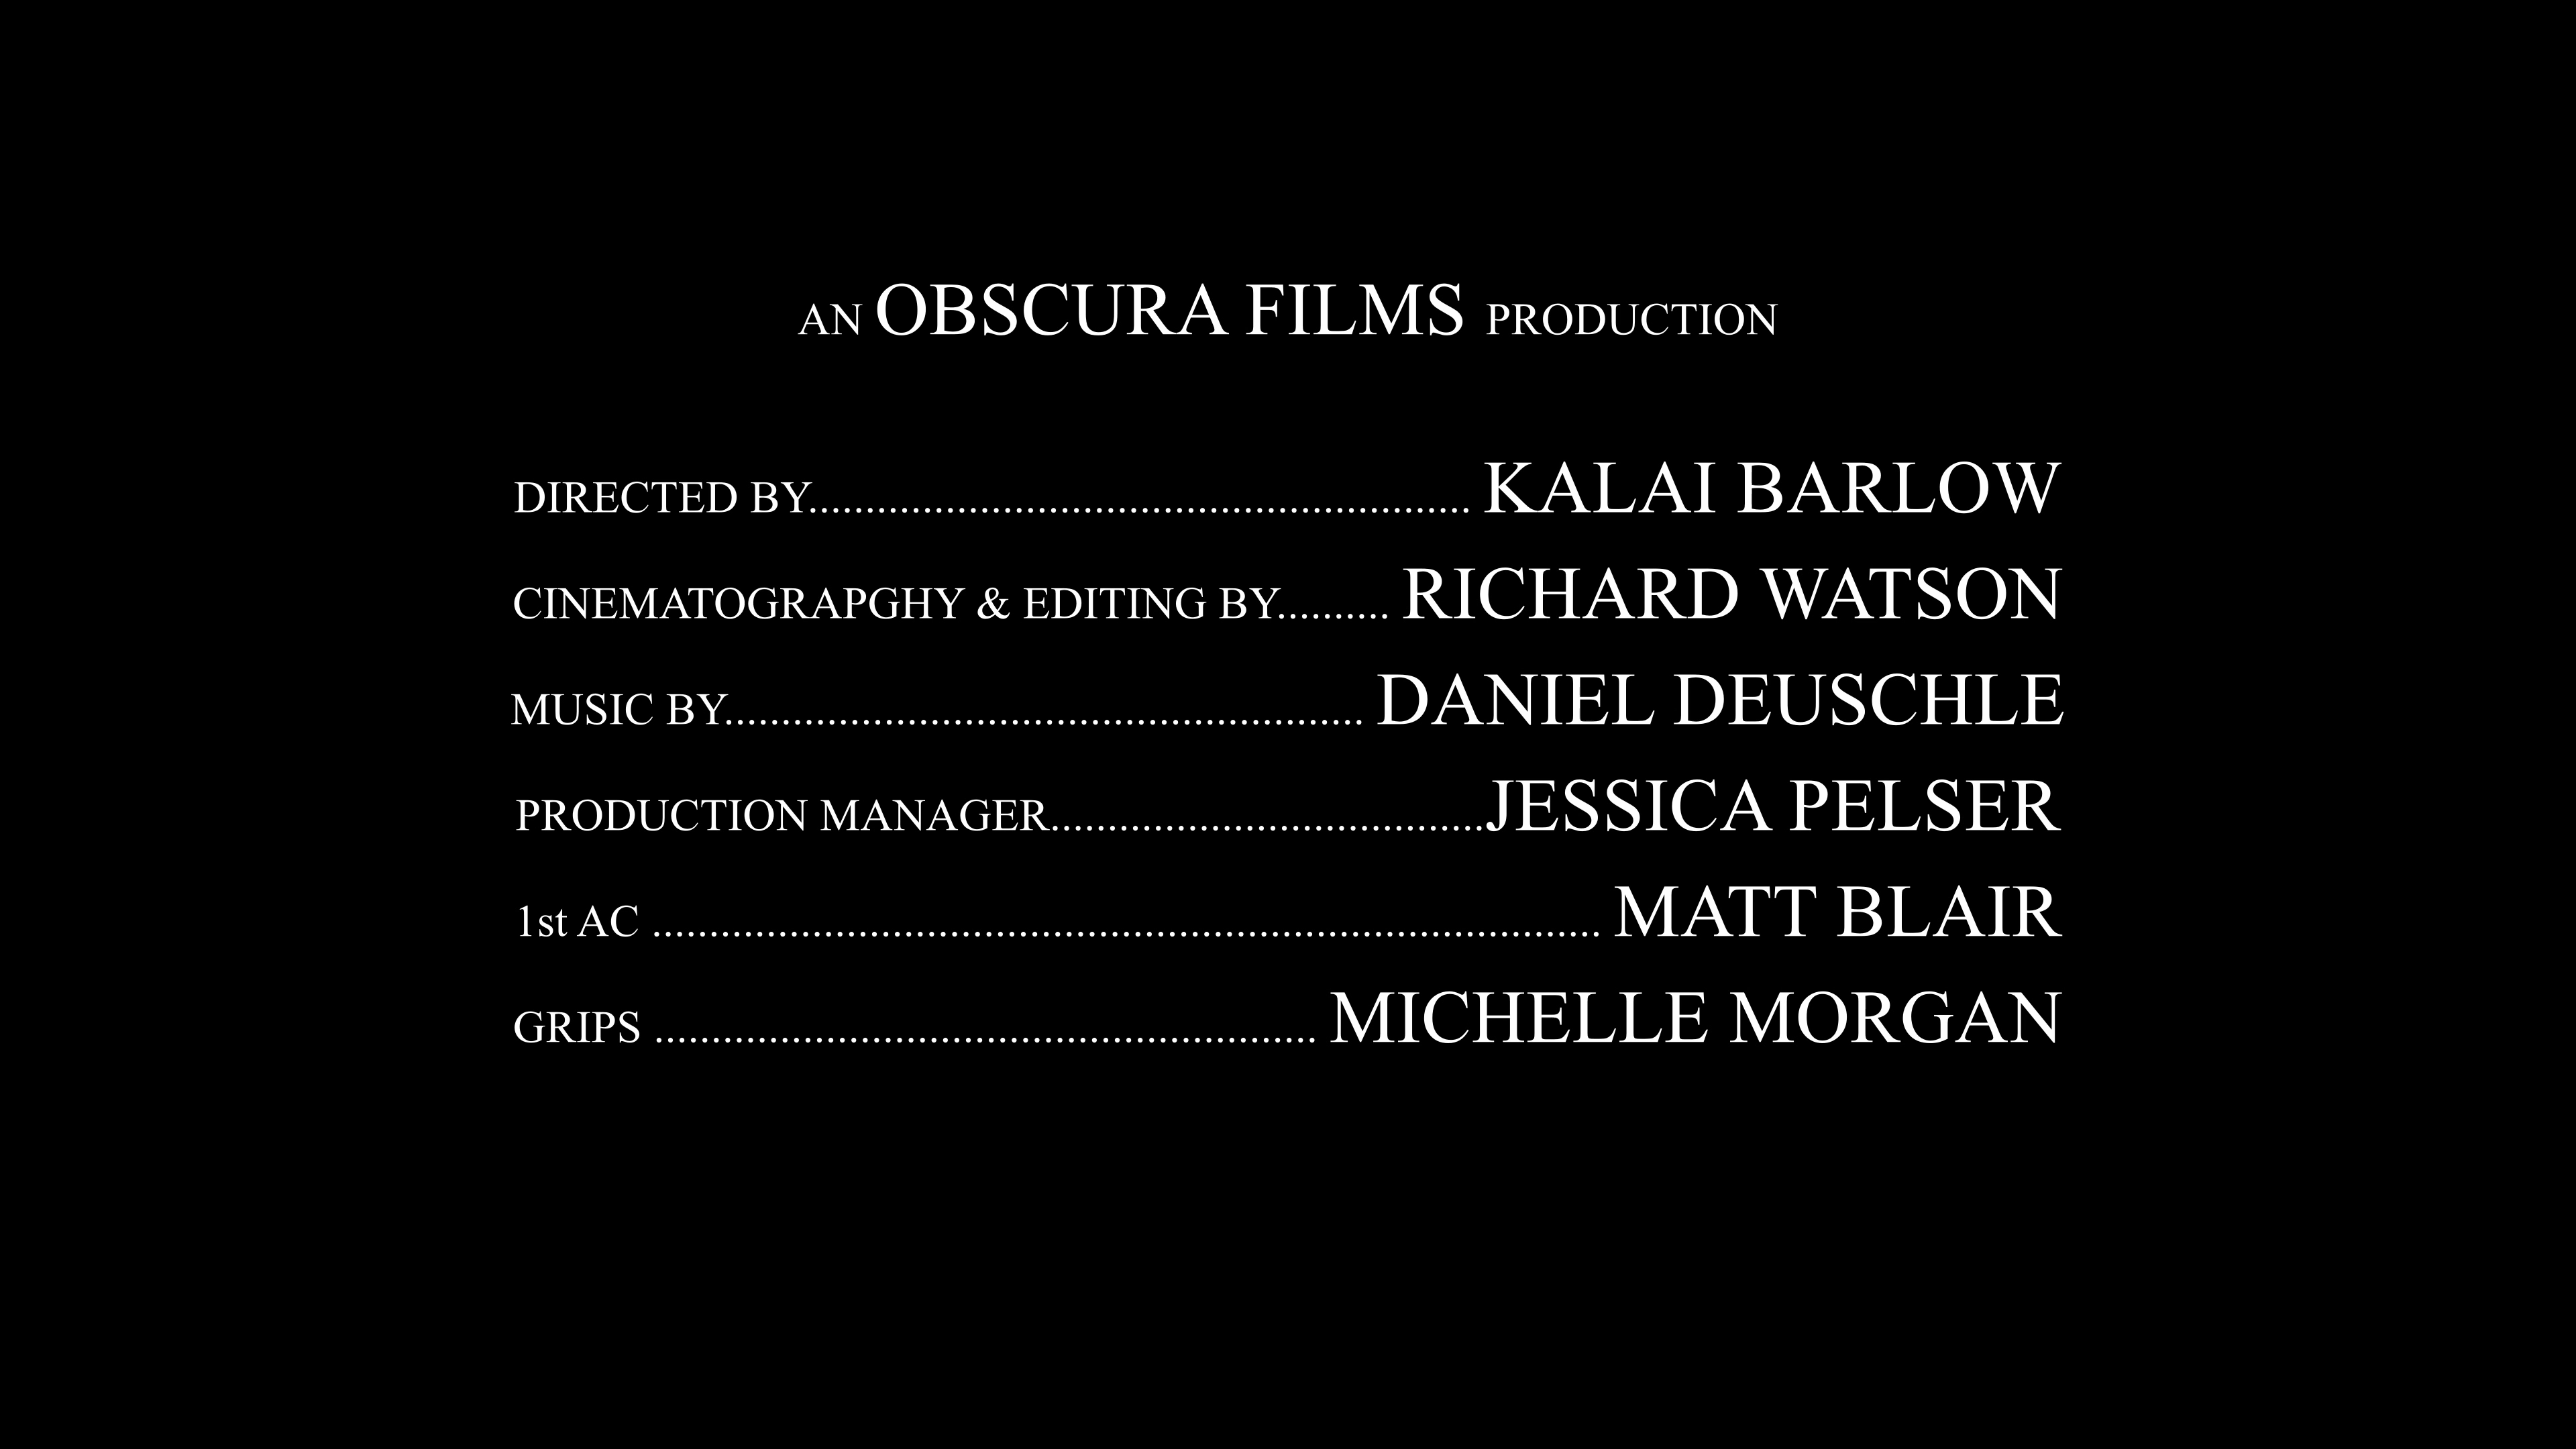 AN OBSCURA FILMS PRODUCTION
DIRECTED BY.......................................................... KALAI BARLOW
CINEMATOGRAPGHY & EDITING BY.......... RICHARD WATSON
MUSIC BY........................................................ DANIEL DEUSCHLE
PRODUCTION MANAGER......................................JESSICA PELSER
1st AC ................................................................................... MATT BLAIR
GRIPS .......................................................... MICHELLE MORGAN